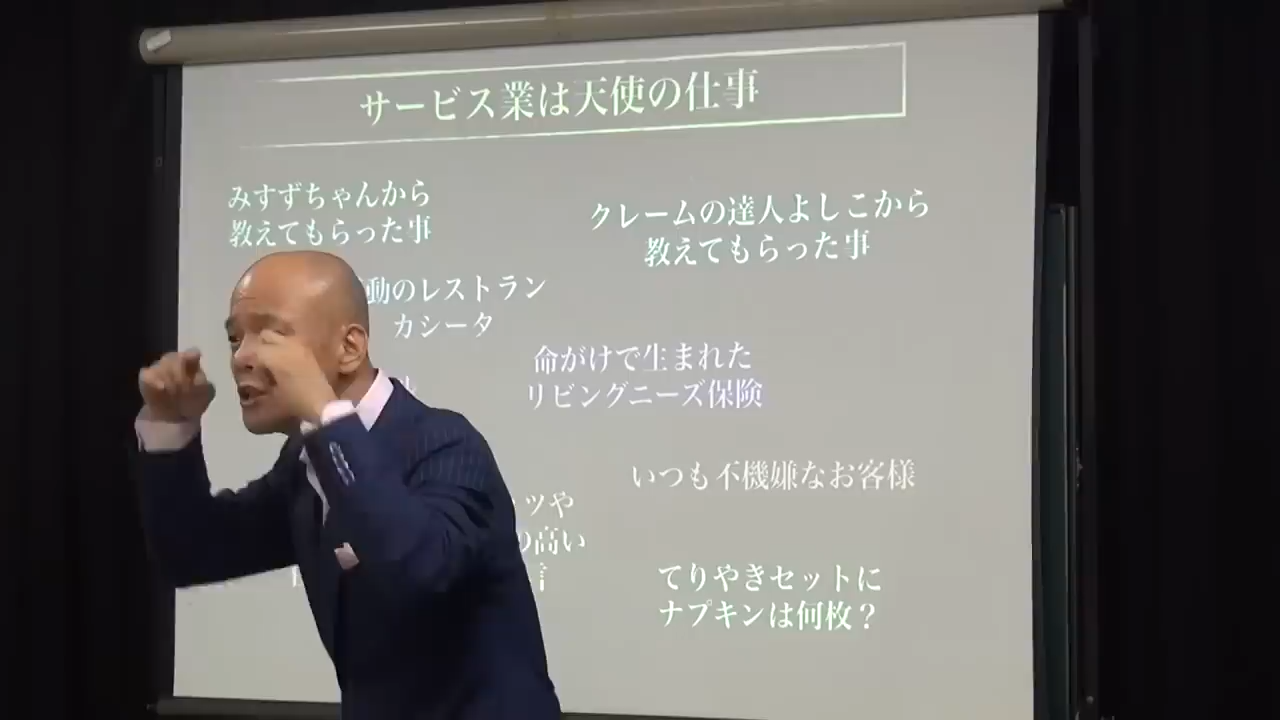 サービス業は天使の仕事
みすずちゃんから
教えてもらった事
クレームの達人よしこから
教えてもらった事
動のレストラン
カシータ
命がけで生まれた
リビングニーズ保険
いつも不機嫌なお客様
ツや
の高い
てりやきセットに
ナプキンは何枚？